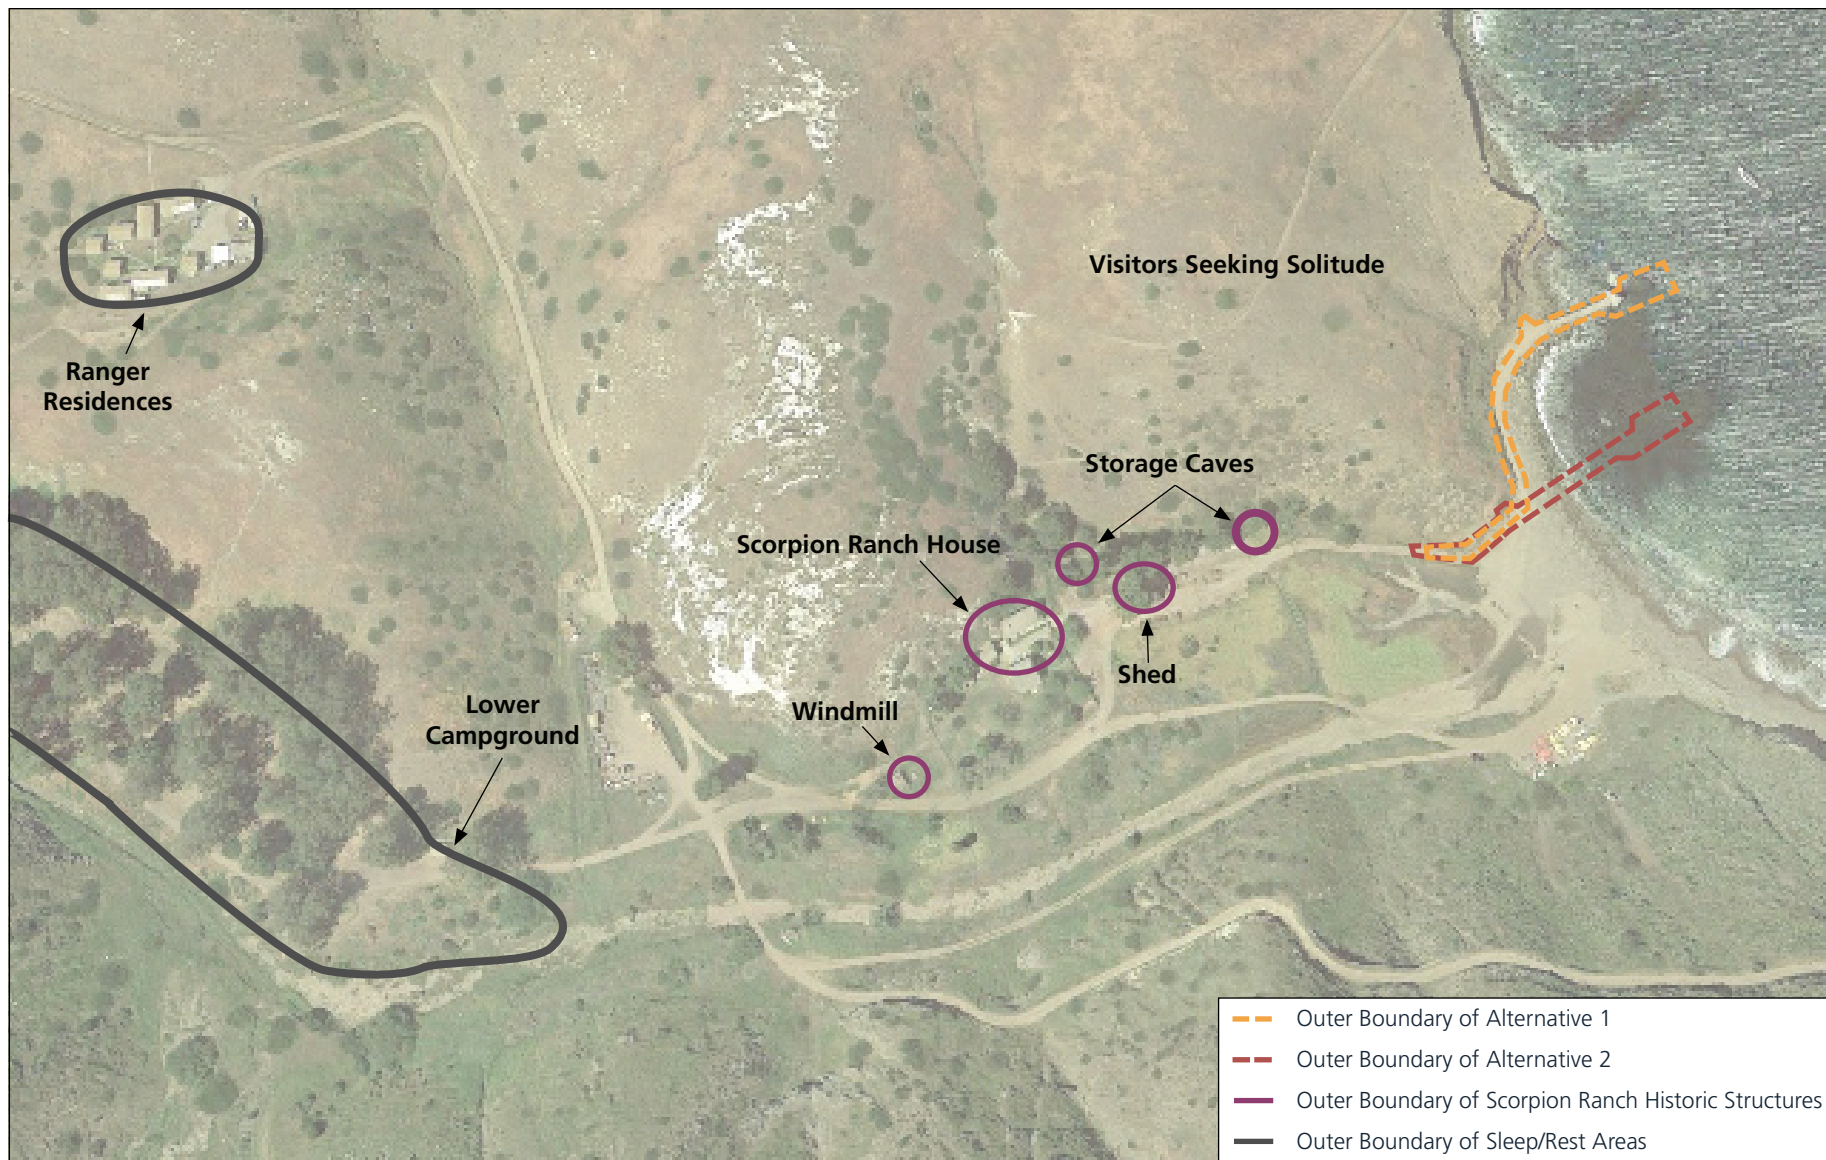 Visitors Seeking Solitude
Ranger
Residences
Storage Caves
Scorpion Ranch House
Shed
Lower
Campground
Windmill
Outer Boundary of Alternative 1
Outer Boundary of Alternative 2
Outer Boundary of Scorpion Ranch Historic Structures
Outer Boundary of Sleep/Rest Areas